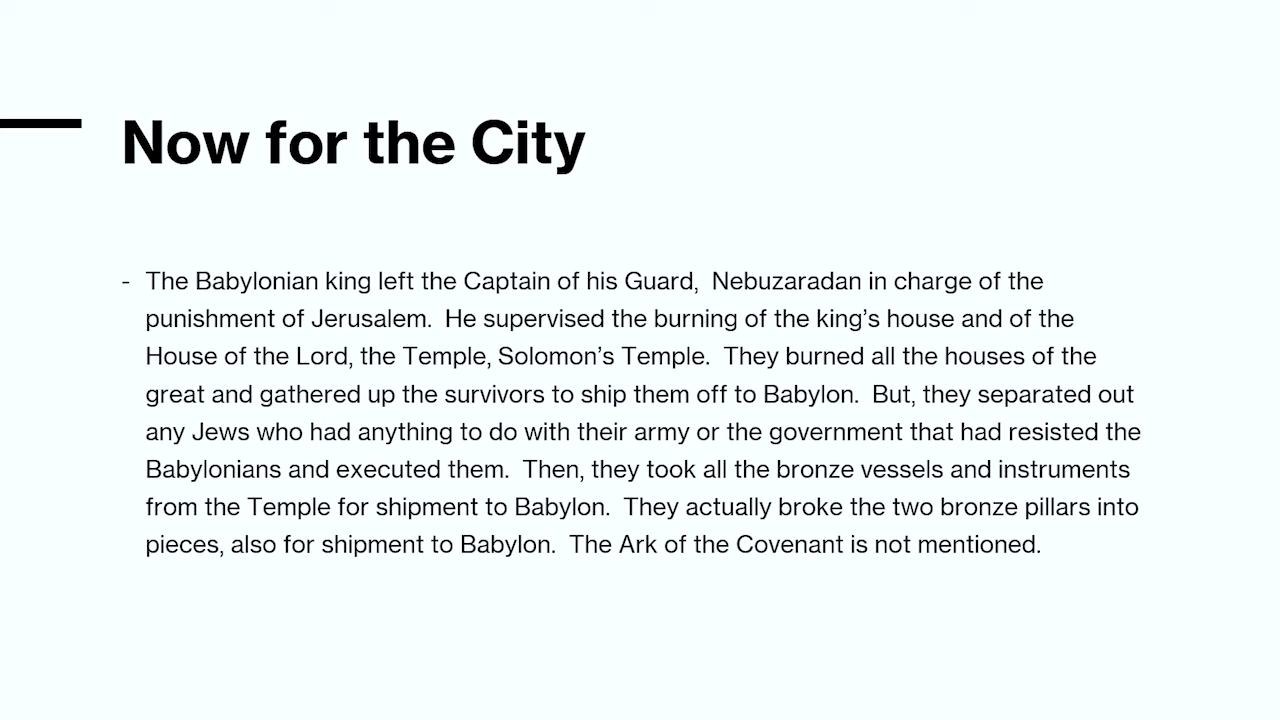 Now for the City
- The Babylonian king left the Captain of his Guard,  Nebuzaradan in charge of the
punishment of Jerusalem.  He supervised the burning of the king’s house and of the
House of the Lord, the Temple, Solomon’s Temple.  They burned all the houses of the
great and gathered up the survivors to ship them off to Babylon.  But, they separated out
any Jews who had anything to do with their army or the government that had resisted the
Babylonians and executed them.  Then, they took all the bronze vessels and instruments
from the Temple for shipment to Babylon.  They actually broke the two bronze pillars into
pieces, also for shipment to Babylon.  The Ark of the Covenant is not mentioned.